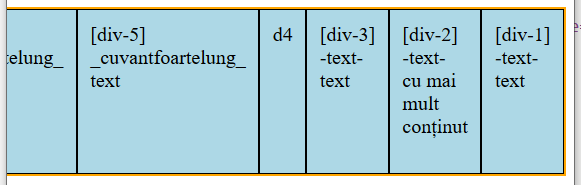 telung_
[div-5]
_cuvantfoartelung_
text
d4
[div-3]
-text-
text
[div-2]
-text-
cu mai
mult
conținut
[div-1]
-text-
text